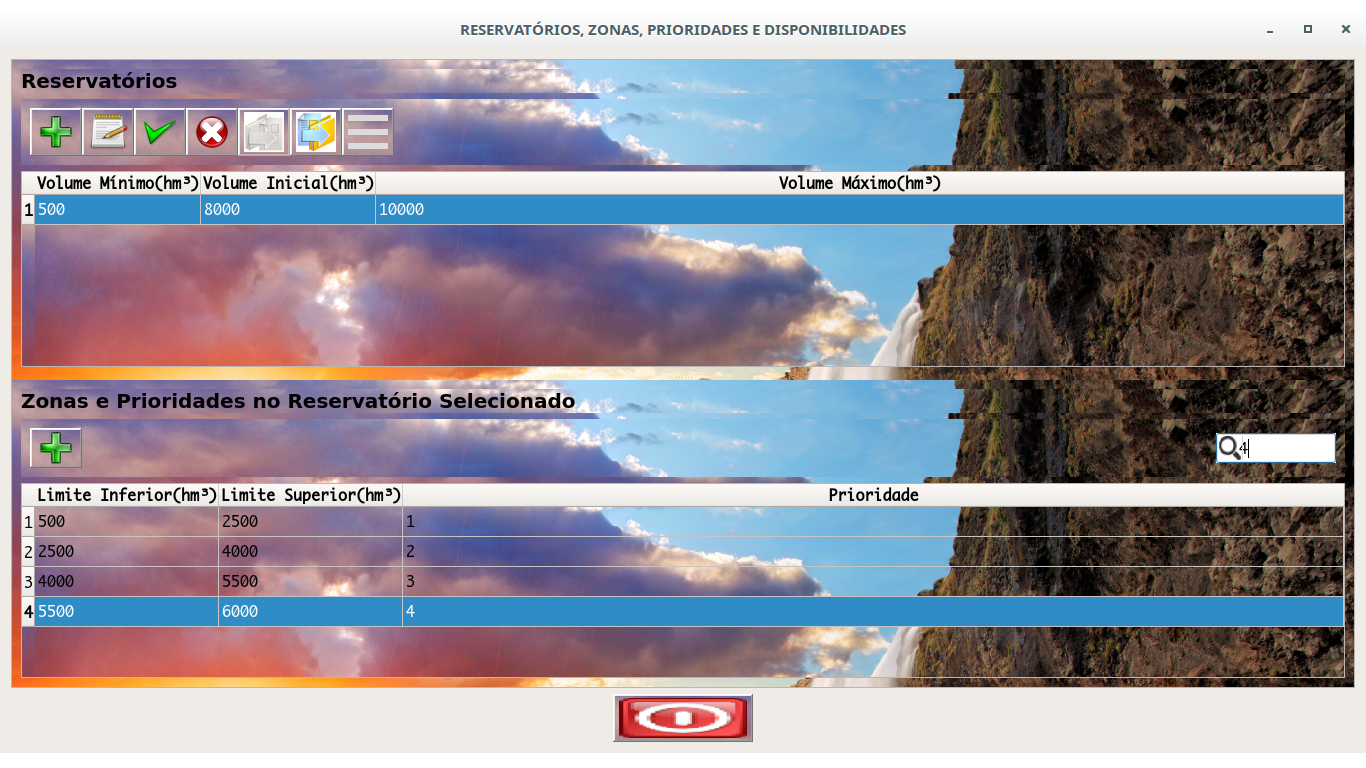 RESERVATÓRIOS, ZONAS, PRIORIDADES E DISPONIBILIDADES
Reservatórios
Volume Mínimo(hm³) Volume Inicial(hm³) Volume Máximo(hm³)
1 500 8000 10000
Zonas e Prioridades no Reservatório Selecionado
4
Limite Inferior(hm³) Limite Superior(hm³) Prioridade
1 500 2500 1
2 2500 4000 2
3 4000 5500 3
4 5500 6000 4